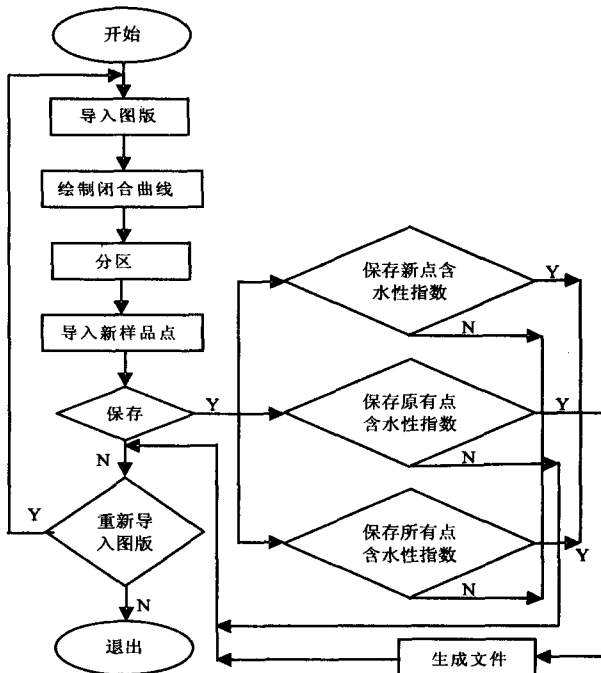 开始
导入图版
绘制闭合曲线
分区
导入新样品点
保存
Y
N
重新导
入图版
Y
N
退出
保存新点含
水性指数
Y
N
保存原有点
含水性指数
Y
N
保存所有点
含水性指数
Y
N
生成文件